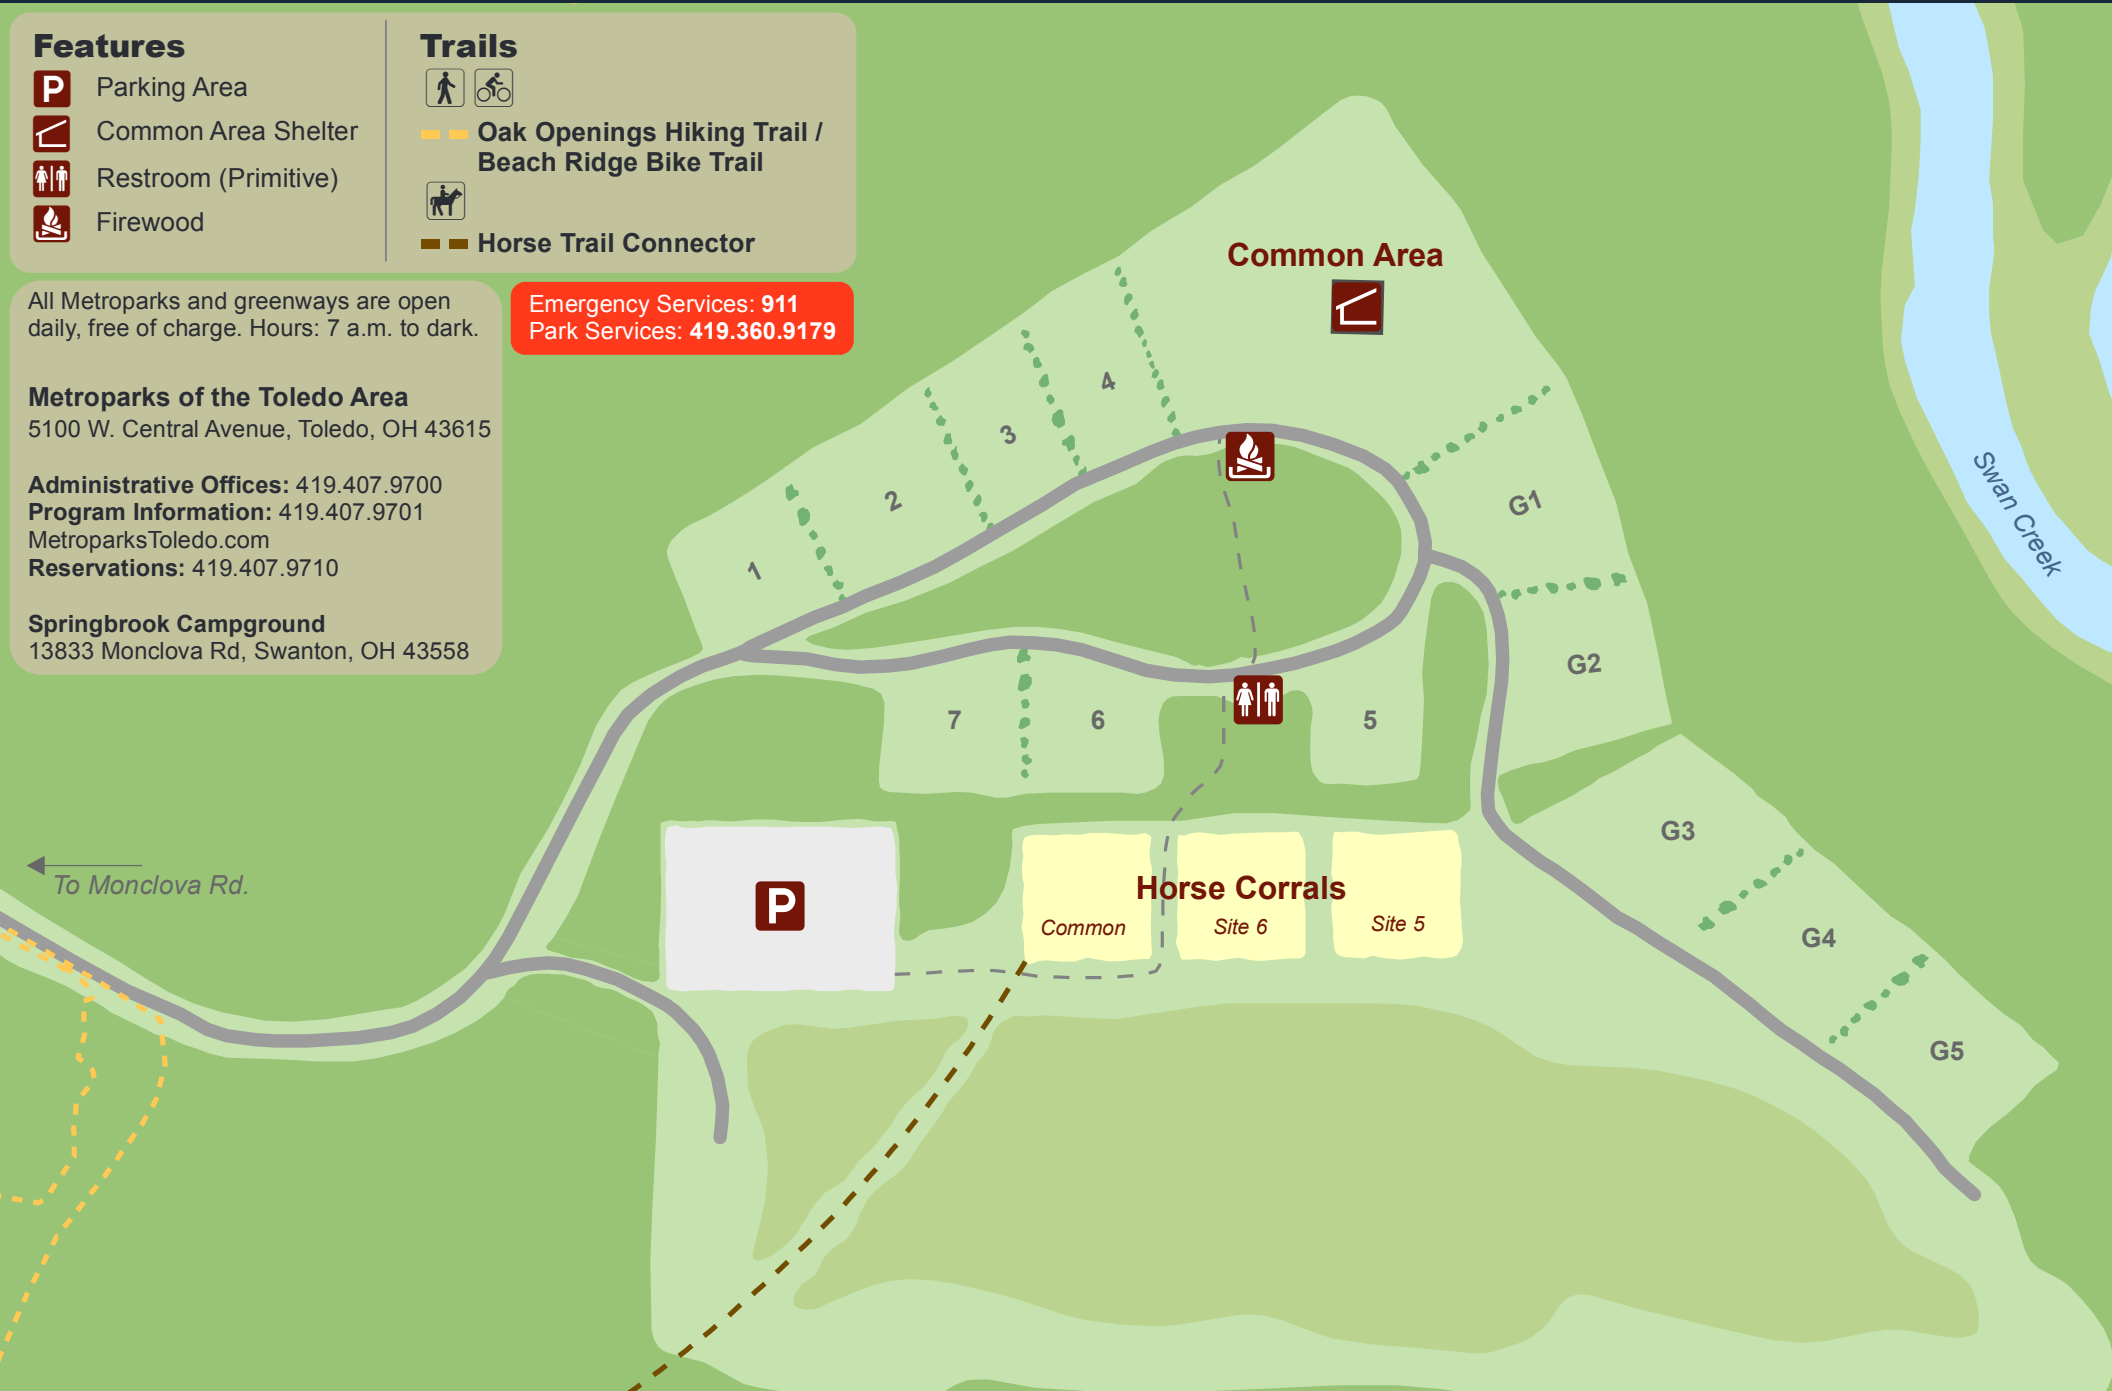 Features
P Parking Area
Common Area Shelter
Restroom (Primitive)
Firewood
Trails
Oak Openings Hiking Trail /
Beach Ridge Bike Trail
Horse Trail Connector
All Metroparks and greenways are open
daily, free of charge. Hours: 7 a.m. to dark.
Metroparks of the Toledo Area
5100 W. Central Avenue, Toledo, OH 43615
Administrative Offices: 419.407.9700
Program Information: 419.407.9701
MetroparksToledo.com
Reservations: 419.407.9710
Springbrook Campground
13833 Monclova Rd, Swanton, OH 43558
Emergency Services: 911
Park Services: 419.360.9179
Common Area
4
3
2
1
G1
G2
Swan Creek
7
6
5
G3
G4
G5
To Monclova Rd.
P
Horse Corrals
Common
Site 6
Site 5